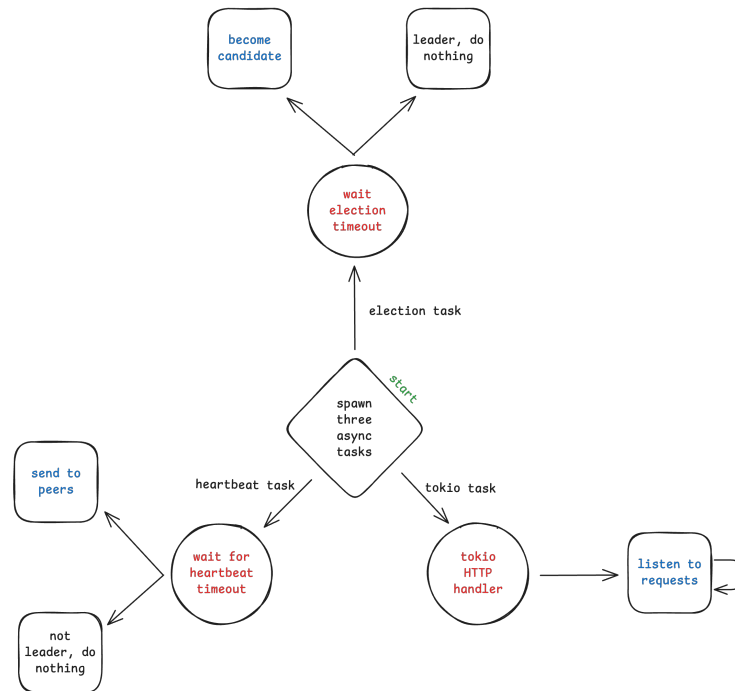 become
candidate
leader, do
nothing
wait
election
timeout
election task
start
spawn
three
async
tasks
heartbeat task
tokio task
send to
peers
wait for
heartbeat
timeout
tokio
HTTP
handler
listen to
requests
not
leader, do
nothing